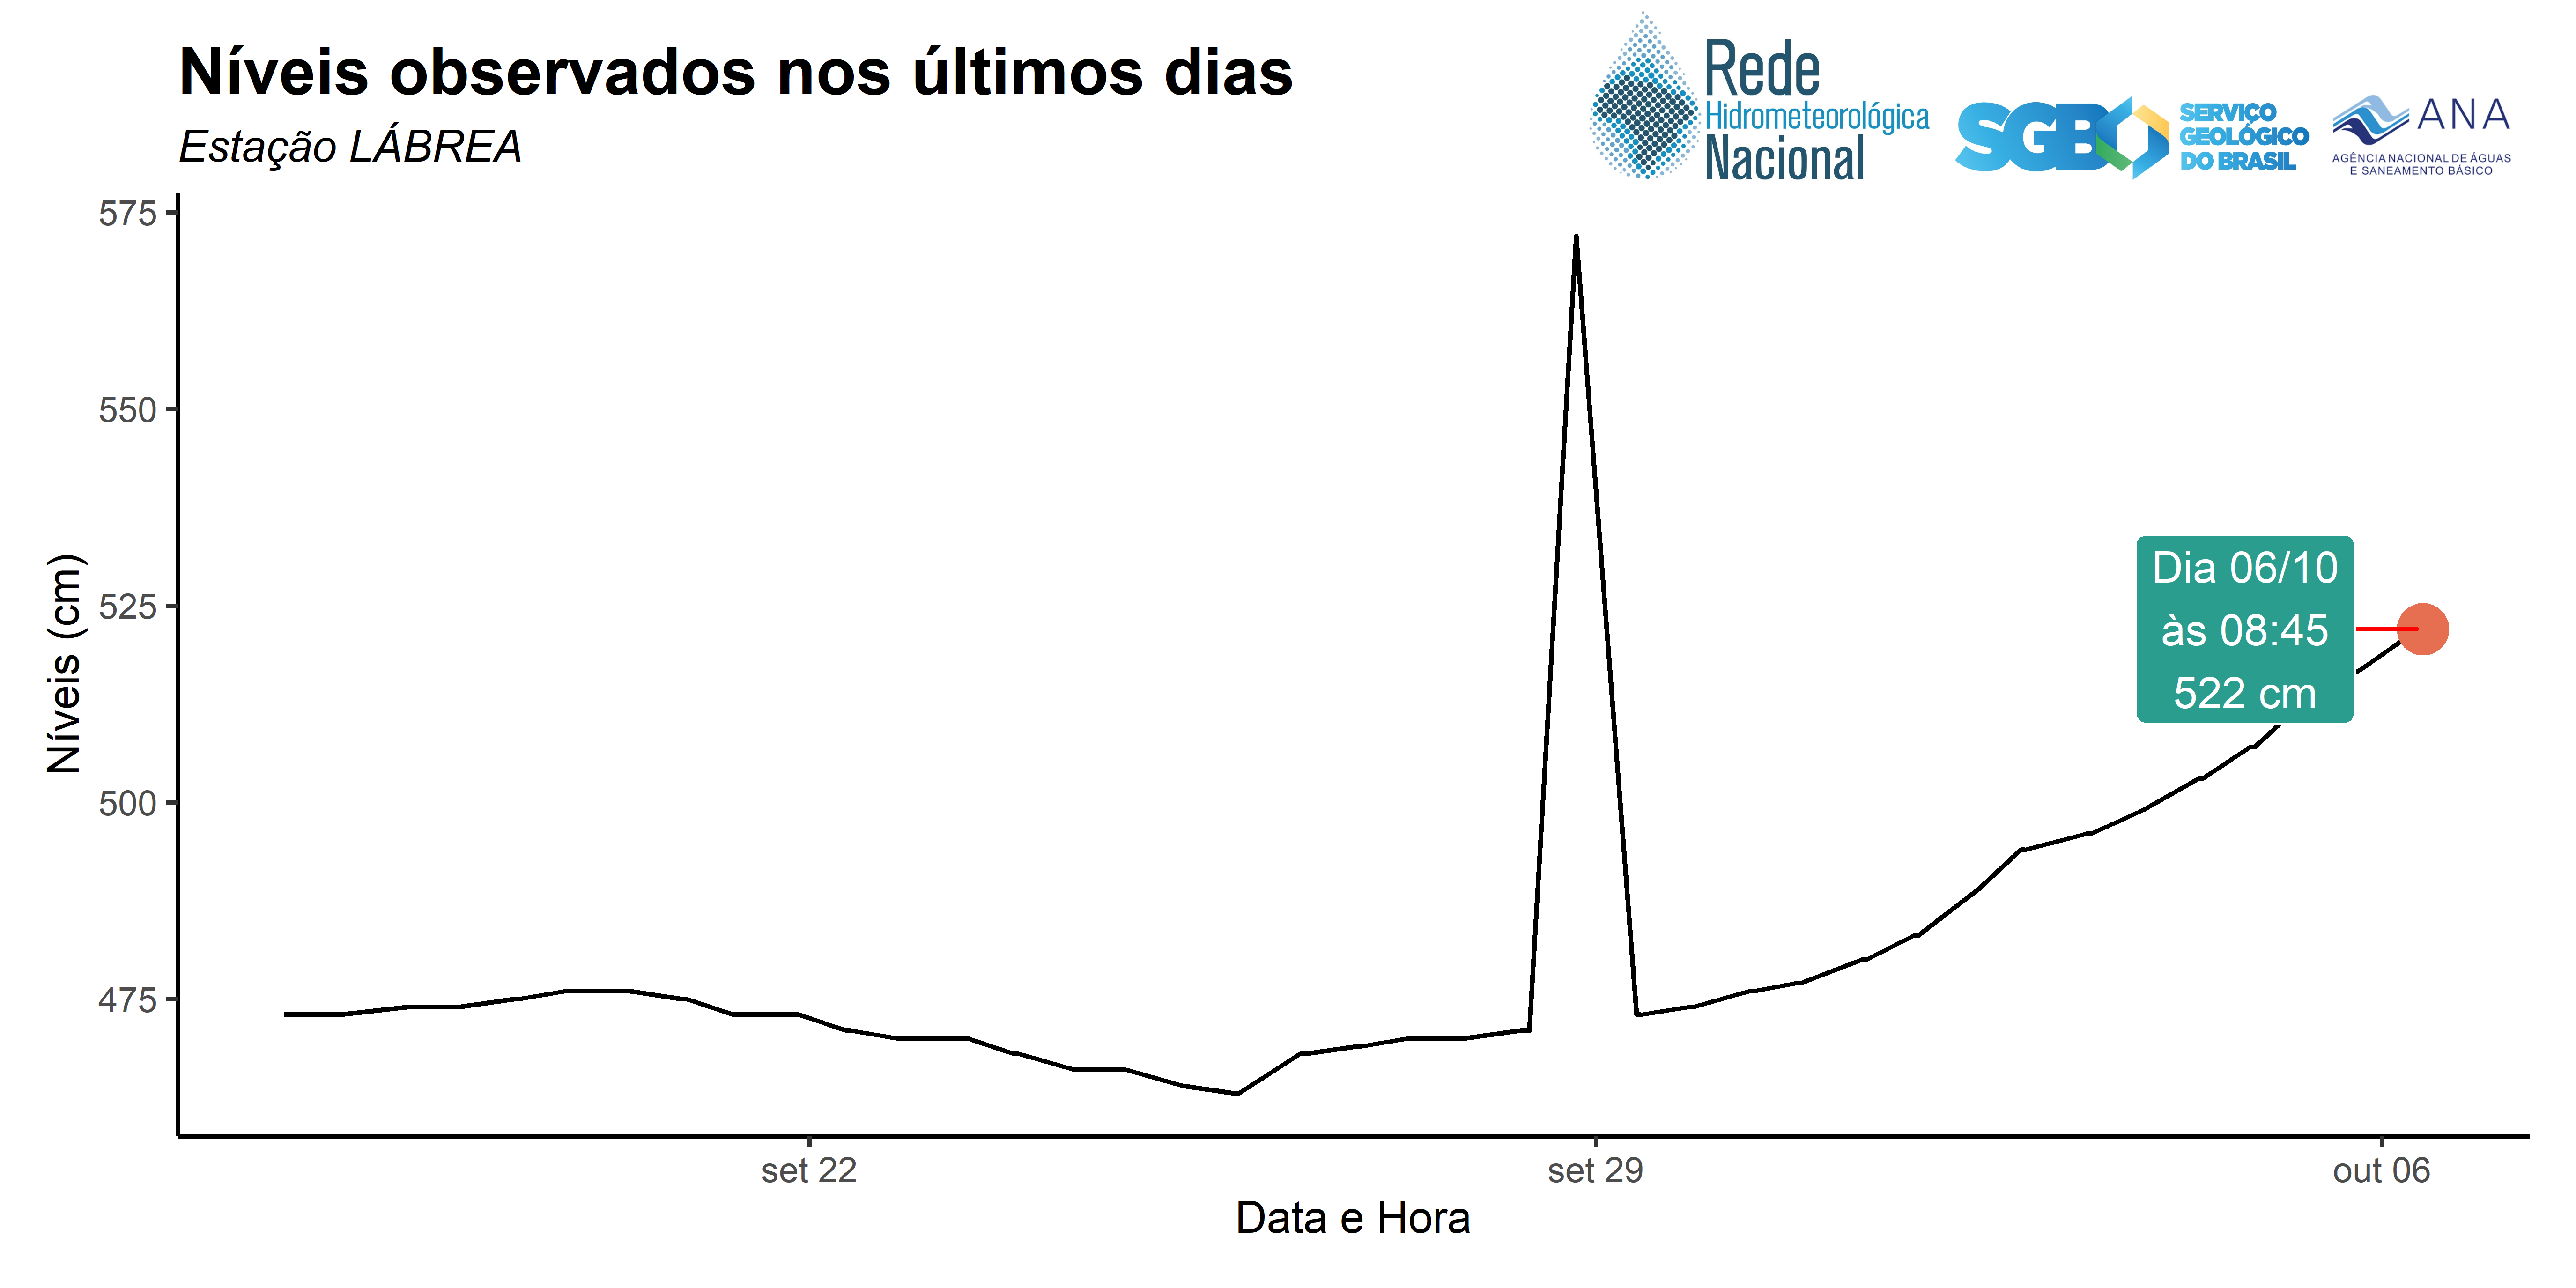 Níveis observados nos últimos dias
Estação LÁBREA
Rede
Hidrometeorológica
Nacional
SGB
SERVIÇO
GEOLÓGICO
DO BRASIL
ANA
AGÊNCIA NACIONAL DE ÁGUAS
E SANEAMENTO BÁSICO
575
550
525
500
475
Níveis (cm)
Dia 06/10
às 08:45
522 cm
set 22
set 29
out 06
Data e Hora